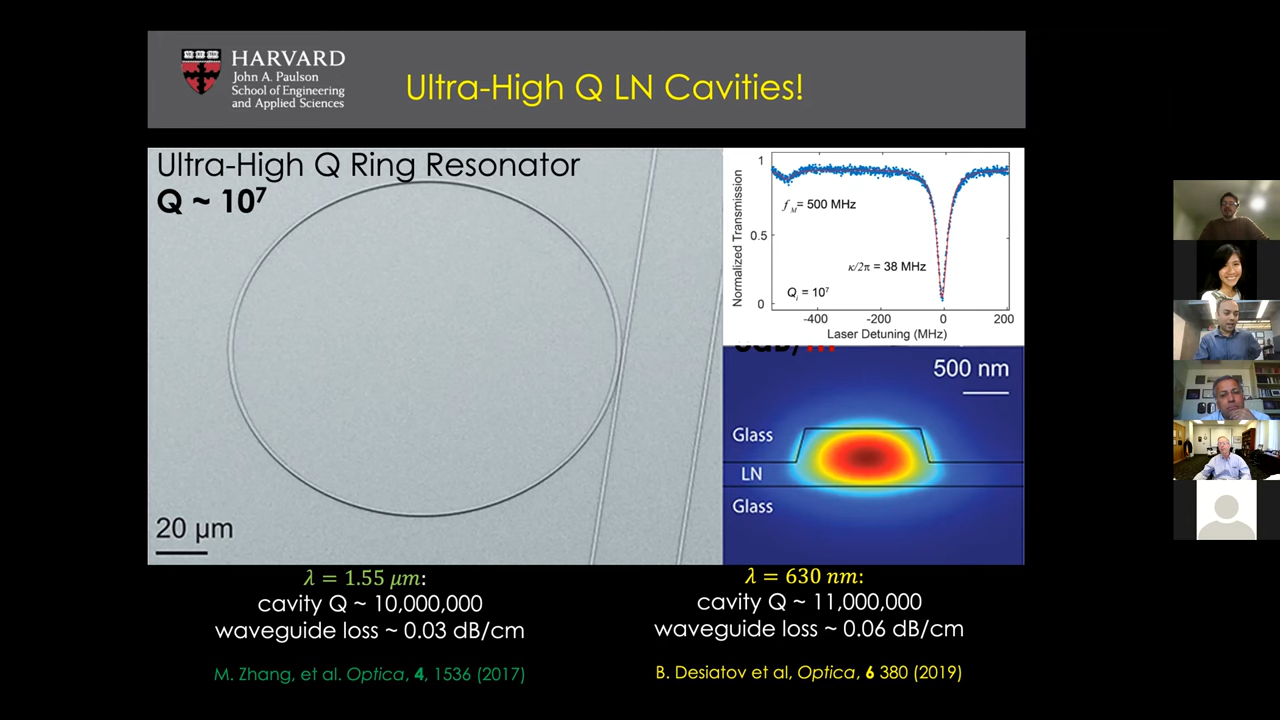 HARVARD
John A. Paulson
School of Engineering
and Applied Sciences
Ultra-High Q LN Cavities!
Ultra-High Q Ring Resonator
Q ~ 10⁷
20 µm
Normalized Transmission
1
0.5
0
f_M = 500 MHz
κ/2π = 38 MHz
Q_i = 10⁷
-400 -200 0 200
Laser Detuning (MHz)
500 nm
Glass
LN
Glass
λ = 1.55 µm:
cavity Q ~ 10,000,000
waveguide loss ~ 0.03 dB/cm
M. Zhang, et al. Optica, 4, 1536 (2017)
λ = 630 nm:
cavity Q ~ 11,000,000
waveguide loss ~ 0.06 dB/cm
B. Desiatov et al, Optica, 6 380 (2019)